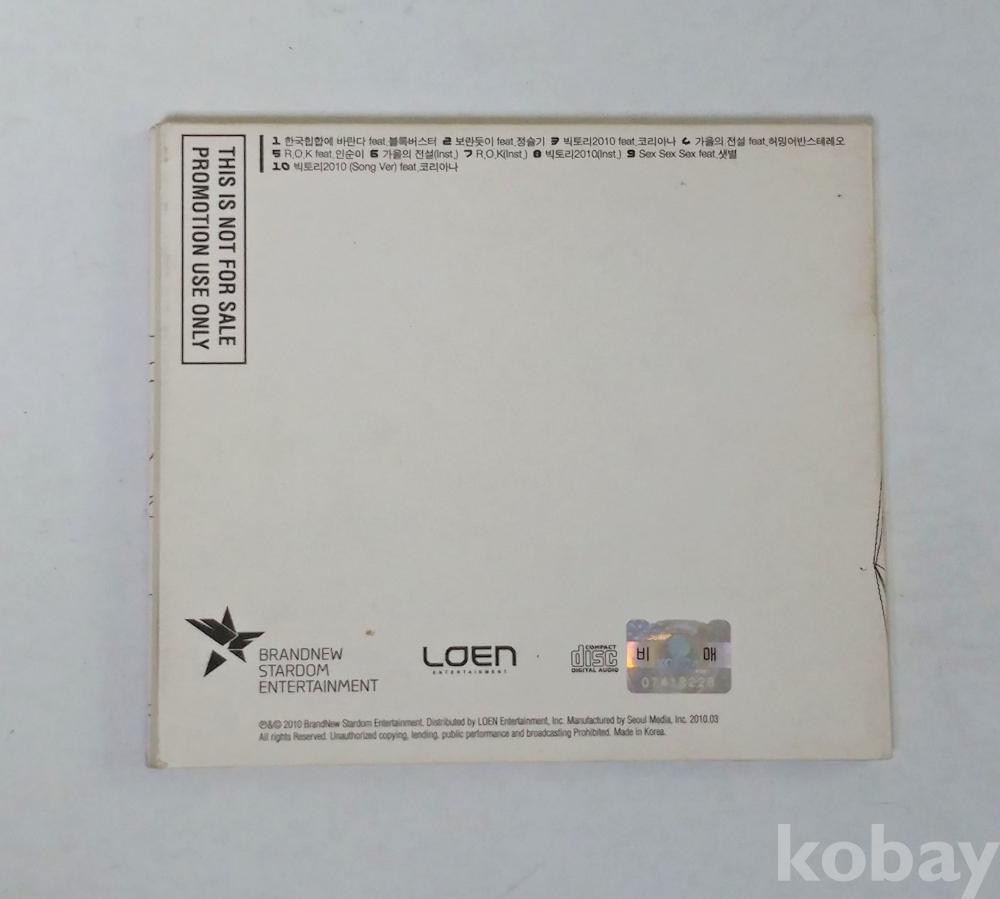 THIS IS NOT FOR SALE
PROMOTION USE ONLY
1 한국힙합에 바란다 feat.블록버스터 2 보란듯이 feat.정슬기 3 빅토리2010 feat.코리아나 4 가을의 전설 feat.허밍어반스테레오
5 R.O.K feat.인순이 6 가을의 전설(Inst.) 7 R.O.K(Inst.) 8 빅토리2010(Inst.) 9 Sex Sex Sex feat.샛별
10 빅토리2010 (Song Ver) feat.코리아나
BRANDNEW
STARDOM
ENTERTAINMENT
LOEN
ENTERTAINMENT
COMPACT
disc
DIGITAL AUDIO
비 매
07418228
℗&© 2010 BrandNew Stardom Entertainment. Distributed by LOEN Entertainment, Inc. Manufactured by Seoul Media, Inc. 2010.03
All rights Reserved. Unauthorized copying, lending, public performance and broadcasting Prohibited. Made in Korea.
kobay